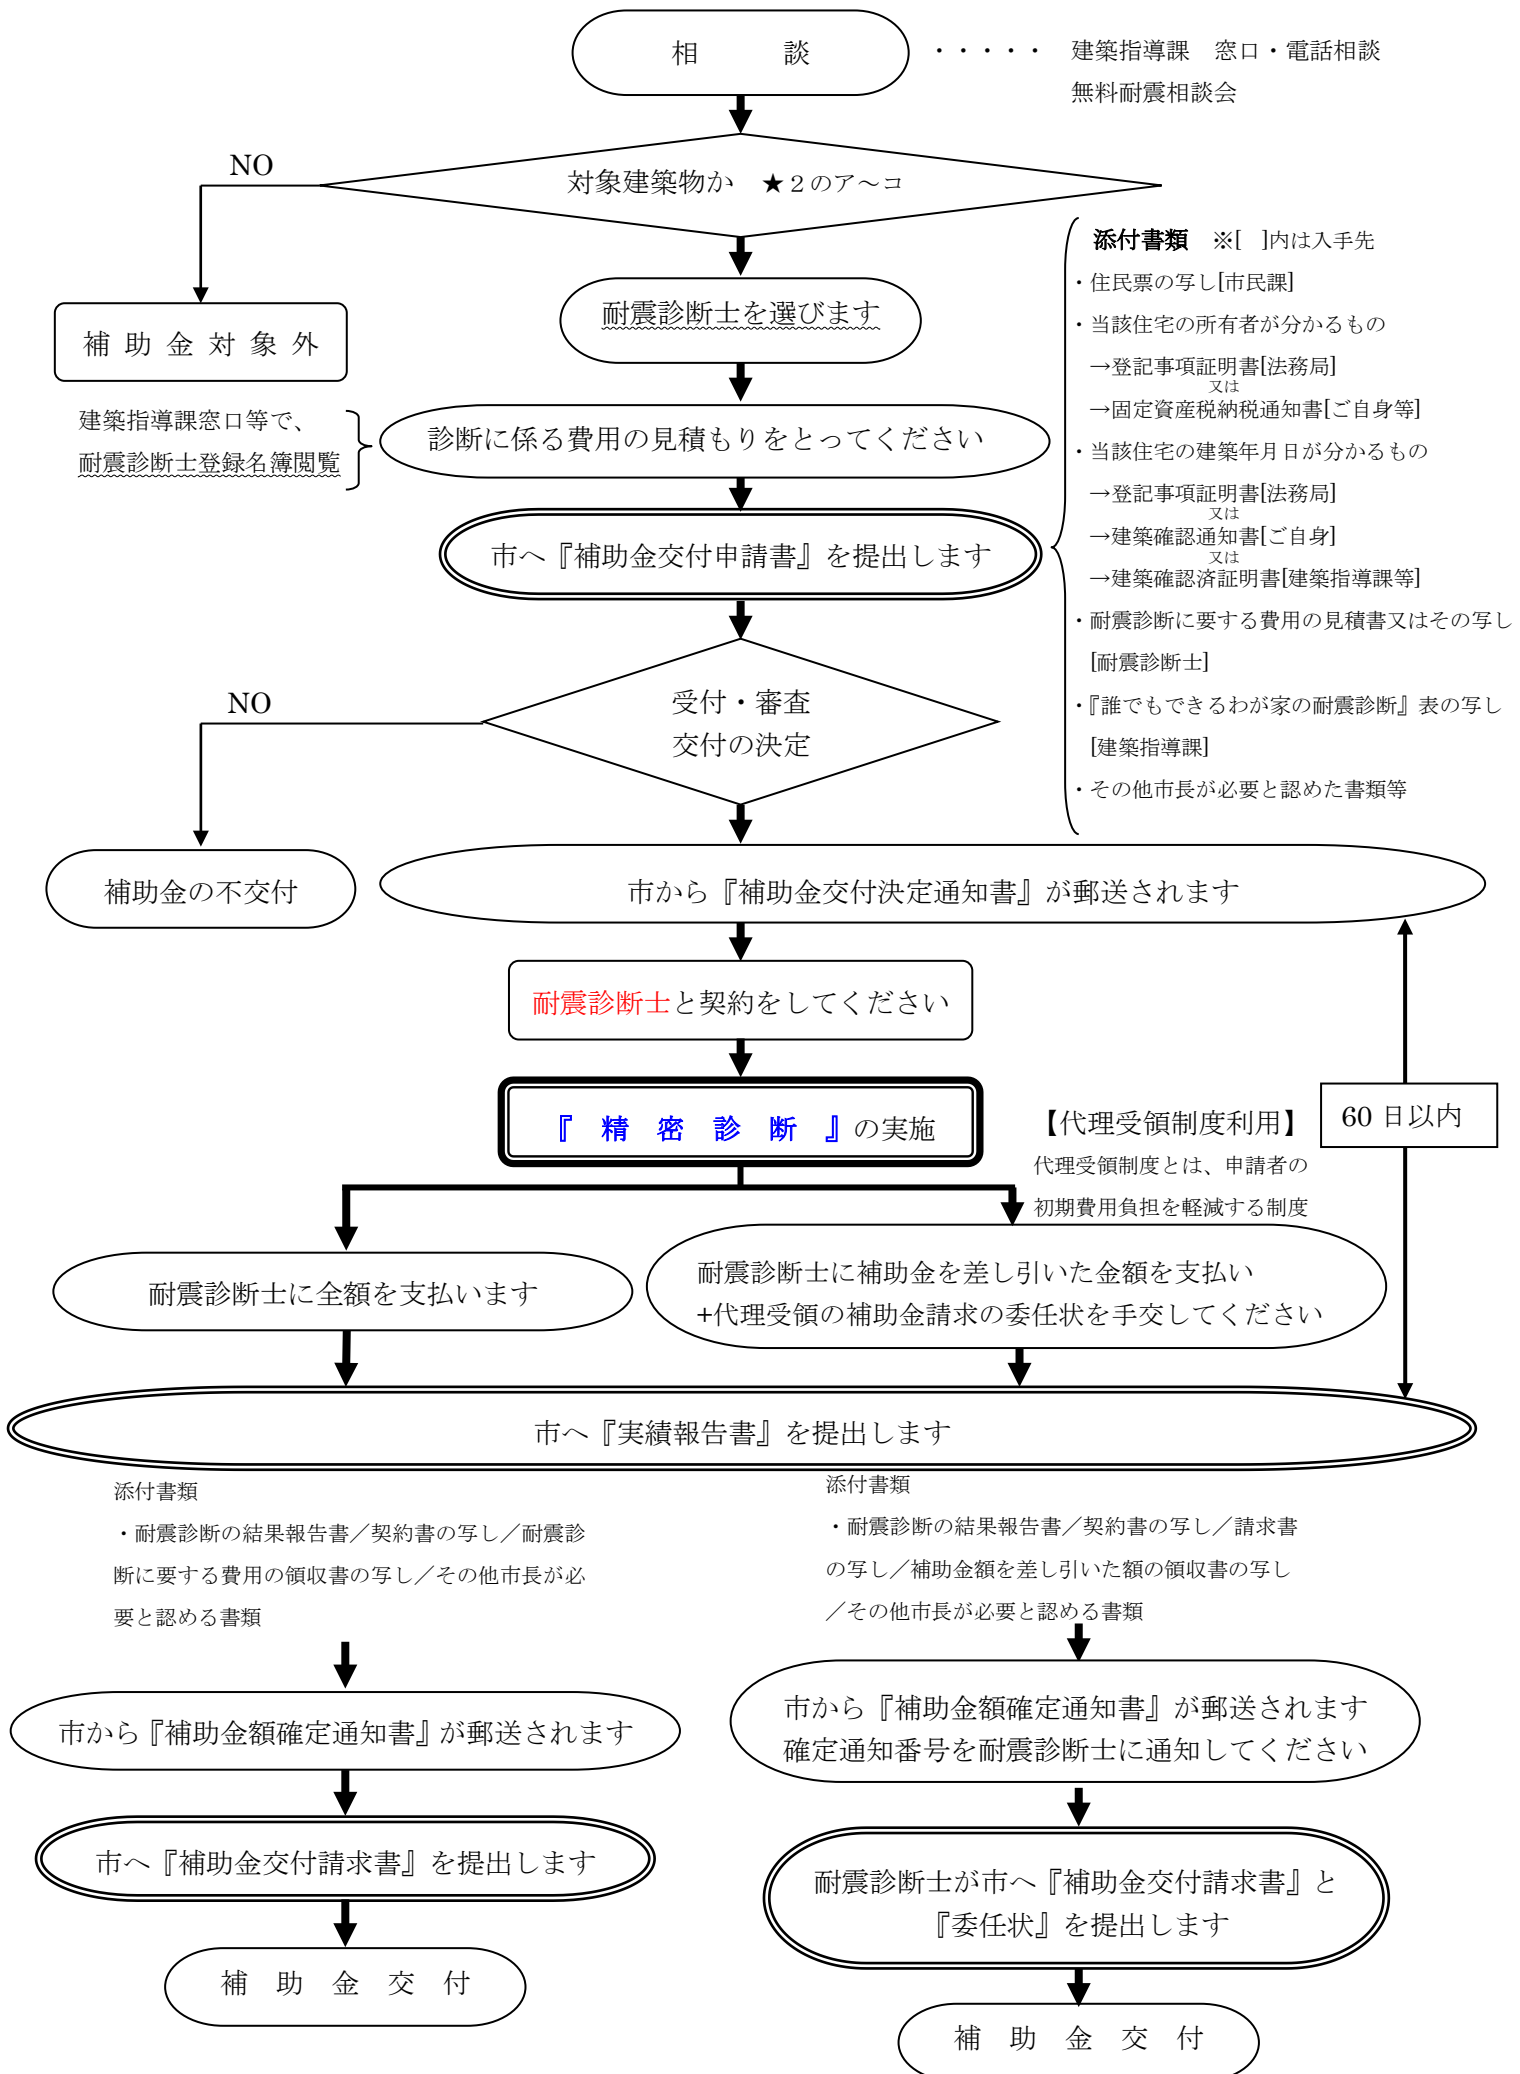 相　　　談
・・・・・　建築指導課　窓口・電話相談
無料耐震相談会
NO
対象建築物か　★２のア～コ
補 助 金 対 象 外
耐震診断士を選びます
建築指導課窓口等で、
耐震診断士登録名簿閲覧
診断に係る費用の見積もりをとってください
市へ『補助金交付申請書』を提出します
添付書類　※[　]内は入手先
・住民票の写し[市民課]
・当該住宅の所有者が分かるもの
→登記事項証明書[法務局]
又は
→固定資産税納税通知書[ご自身等]
・当該住宅の建築年月日が分かるもの
→登記事項証明書[法務局]
又は
→建築確認通知書[ご自身]
又は
→建築確認済証明書[建築指導課等]
・耐震診断に要する費用の見積書又はその写し
[耐震診断士]
・『誰でもできるわが家の耐震診断』表の写し
[建築指導課]
・その他市長が必要と認めた書類等
NO
受付・審査
交付の決定
補助金の不交付
市から『補助金交付決定通知書』が郵送されます
耐震診断士と契約をしてください
『　精　密　診　断　』の実施
60 日以内
【代理受領制度利用】
代理受領制度とは、申請者の
初期費用負担を軽減する制度
耐震診断士に全額を支払います
耐震診断士に補助金を差し引いた金額を支払い
+代理受領の補助金請求の委任状を手交してください
市へ『実績報告書』を提出します
添付書類
・耐震診断の結果報告書／契約書の写し／耐震診
断に要する費用の領収書の写し／その他市長が必
要と認める書類
市から『補助金額確定通知書』が郵送されます
市へ『補助金交付請求書』を提出します
補　助　金　交　付
添付書類
・耐震診断の結果報告書／契約書の写し／請求書
の写し／補助金額を差し引いた額の領収書の写し
／その他市長が必要と認める書類
市から『補助金額確定通知書』が郵送されます
確定通知番号を耐震診断士に通知してください
耐震診断士が市へ『補助金交付請求書』と
『委任状』を提出します
補　助　金　交　付